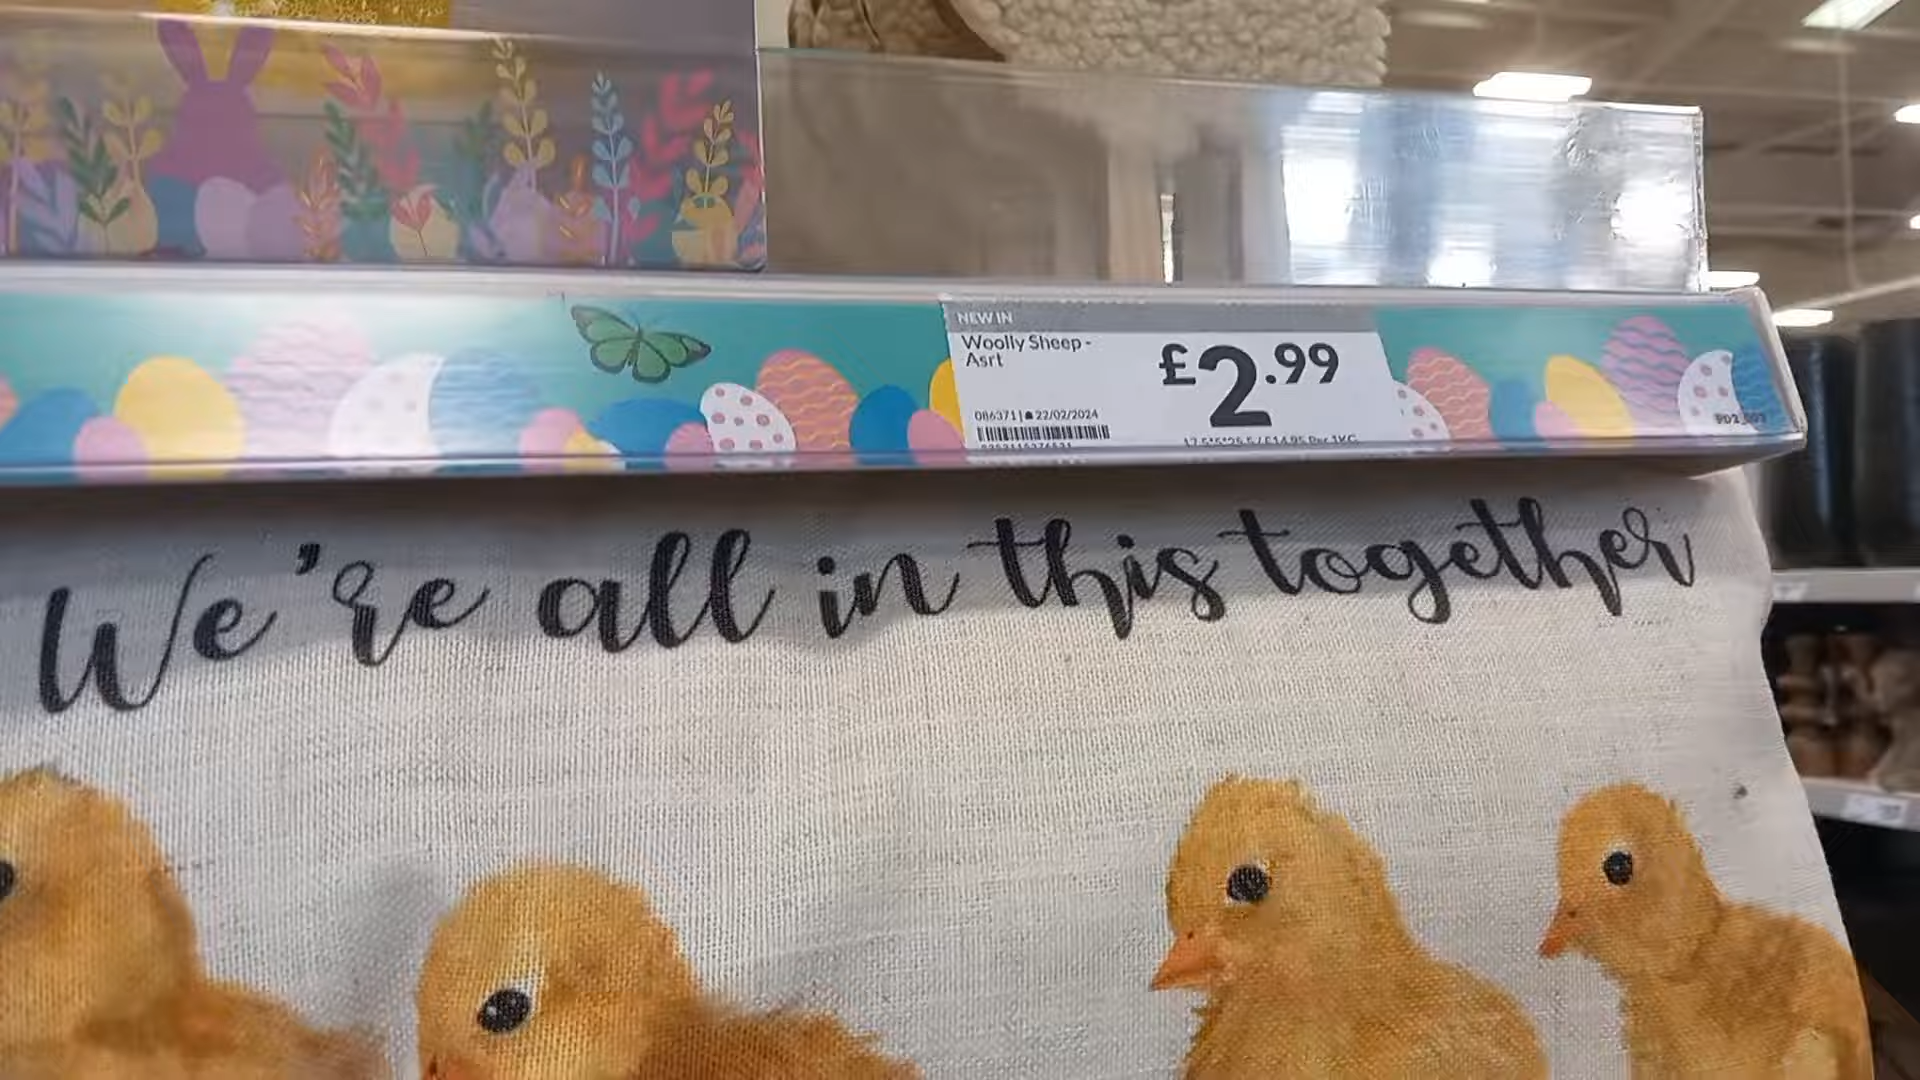 NEW IN
Woolly Sheep -
Asrt
£2.99
086371 22/02/2024
We're all in this together